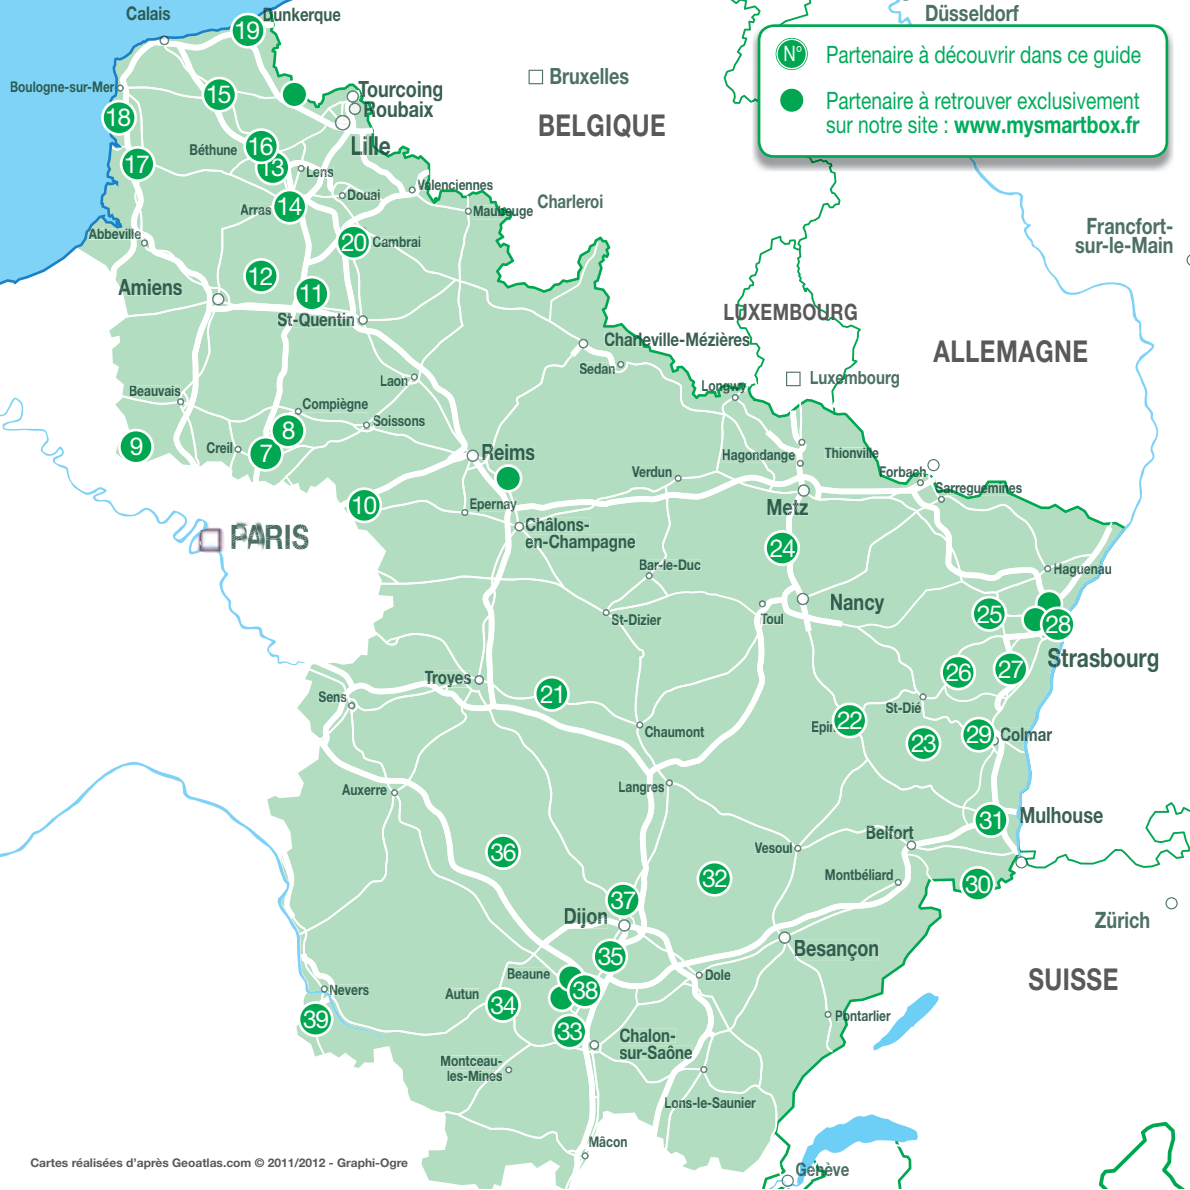 Calais
Dunkerque
Düsseldorf
19
N° Partenaire à découvrir dans ce guide
Partenaire à retrouver exclusivement
sur notre site : www.mysmartbox.fr
Bruxelles
Boulogne-sur-Mer
15
Tourcoing
Roubaix
18
BELGIQUE
Béthune
16
Lille
17
13
Lens
Valenciennes
Douai
Arras
14
Maubeuge
Charleroi
Abbeville
20
Cambrai
Francfort-
sur-le-Main
12
Amiens
11
St-Quentin
LUXEMBOURG
Charleville-Mézières
ALLEMAGNE
Sedan
Laon
Longwy
Luxembourg
Beauvais
Compiègne
Soissons
8
9
Creil
7
Reims
Hagondange
Thionville
Verdun
Forbach
Sarreguemines
10
Epernay
Metz
Châlons-
en-Champagne
PARIS
24
Bar-le-Duc
Haguenau
Nancy
25
St-Dizier
Toul
28
Strasbourg
26
27
Troyes
21
Sens
St-Dié
22
Epin
Chaumont
23
29
Colmar
Auxerre
Langres
31
Mulhouse
Belfort
36
Vesoul
32
Montbéliard
30
37
Dijon
Zürich
35
Besançon
Beaune
Dole
SUISSE
Nevers
Autun
34
38
39
33
Pontarlier
Chalon-
sur-Saône
Montceau-
les-Mines
Lons-le-Saunier
Mâcon
Cartes réalisées d'après Geoatlas.com © 2011/2012 - Graphi-Ogre
Genève